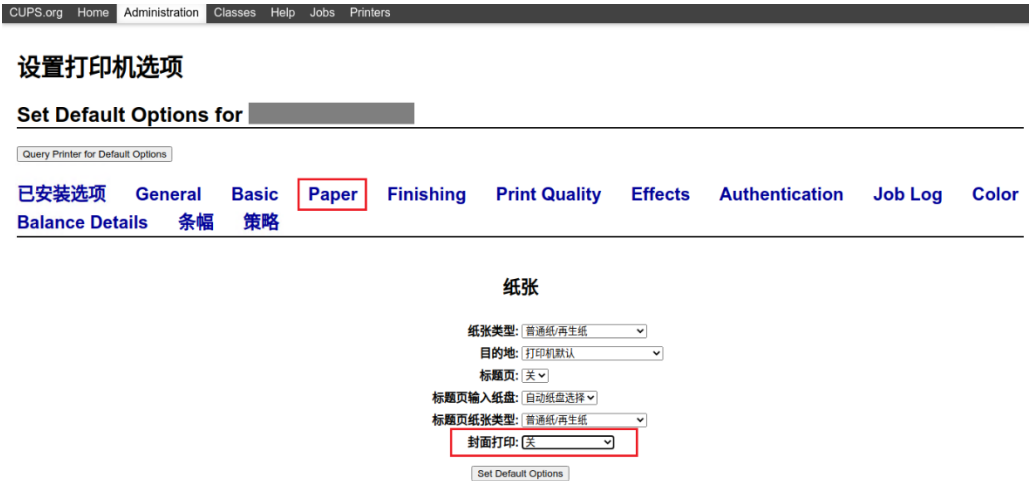 CUPS.org Home Administration Classes Help Jobs Printers
设置打印机选项
Set Default Options for
Query Printer for Default Options
已安装选项 General Basic Paper Finishing Print Quality Effects Authentication Job Log Color
Balance Details 条幅 策略
纸张
纸张类型: 普通纸/再生纸
目的地: 打印机默认
标题页: 关
标题页输入纸盘: 自动纸盘选择
标题页纸张类型: 普通纸/再生纸
封面打印: 关
Set Default Options